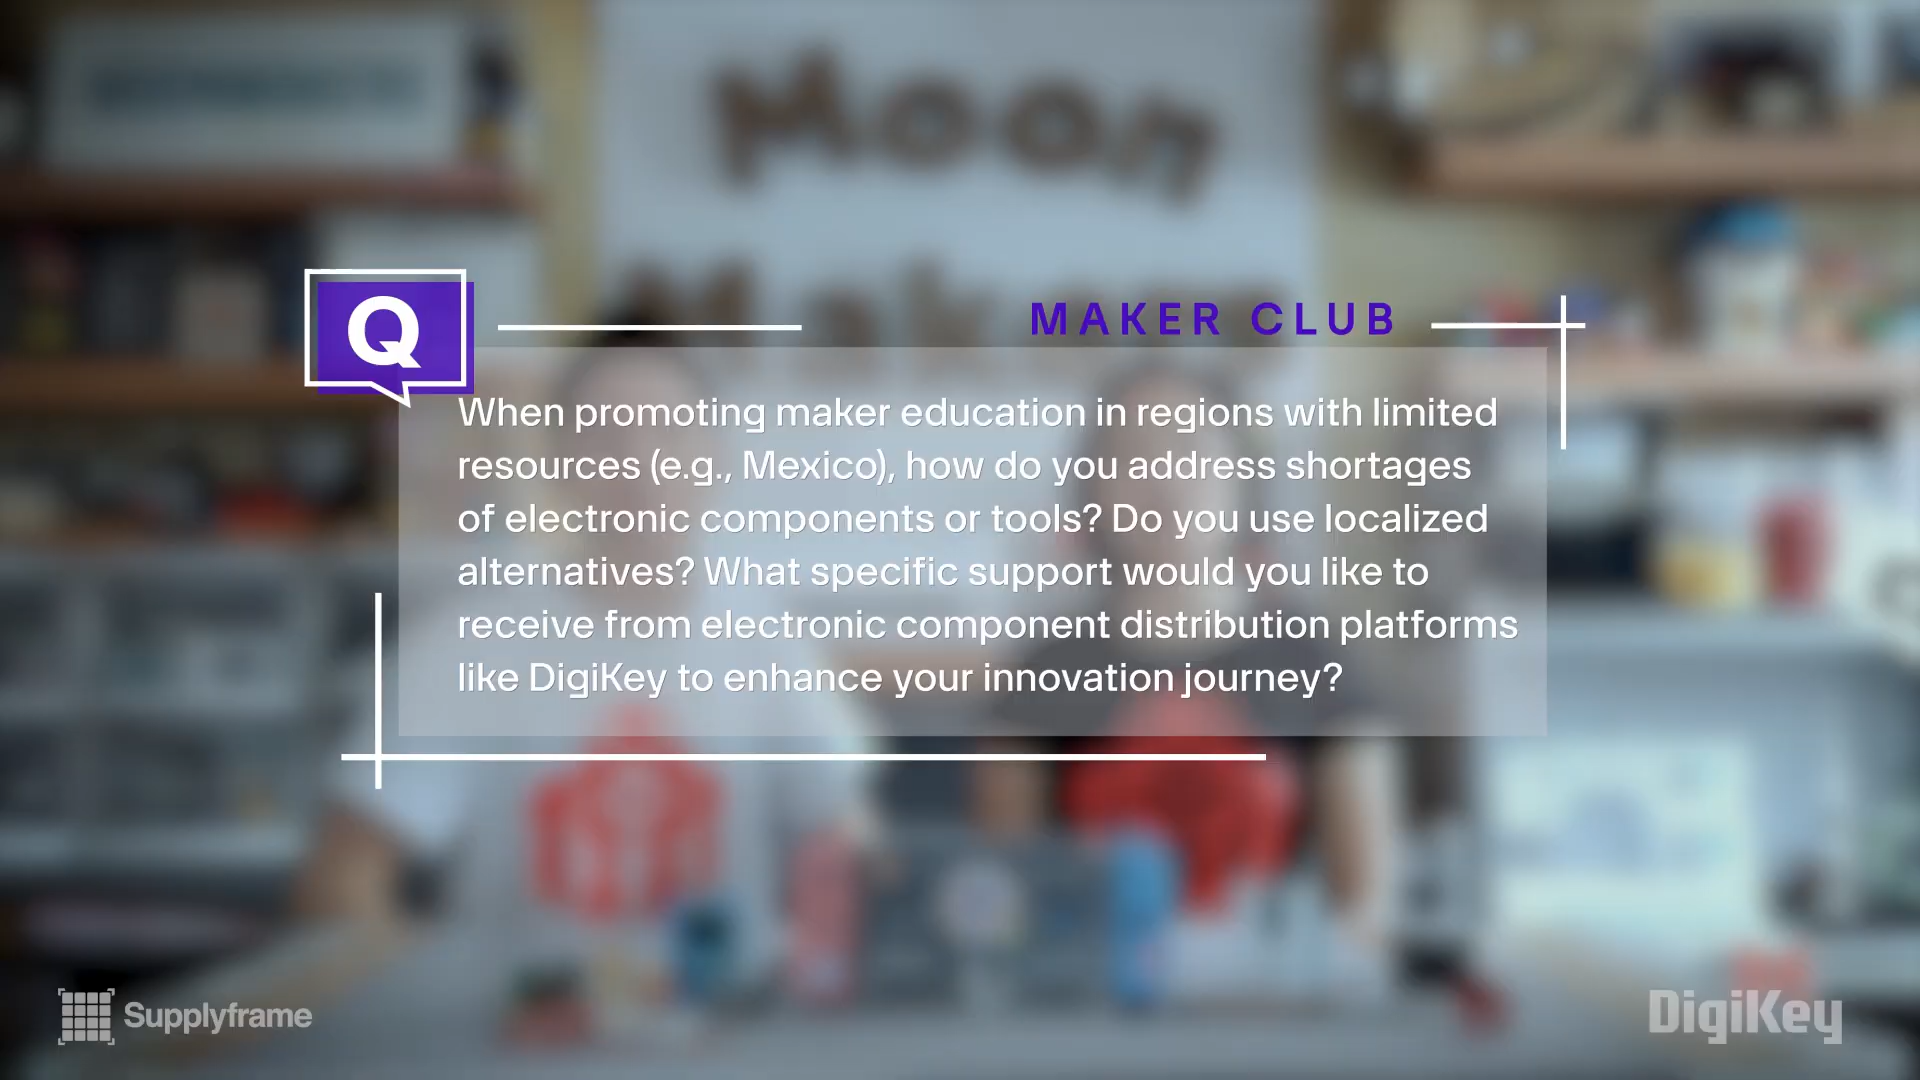 Moon
Maker
Q
MAKER CLUB
When promoting maker education in regions with limited
resources (e.g., Mexico), how do you address shortages
of electronic components or tools? Do you use localized
alternatives? What specific support would you like to
receive from electronic component distribution platforms
like DigiKey to enhance your innovation journey?
Supplyframe
DigiKey